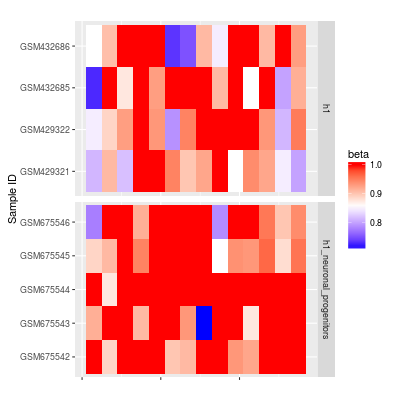 Sample ID
GSM432686
GSM432685
GSM429322
GSM429321
h1
GSM675546
GSM675545
GSM675544
GSM675543
GSM675542
h1_neuronal_progenitors
beta
1.0
0.9
0.8